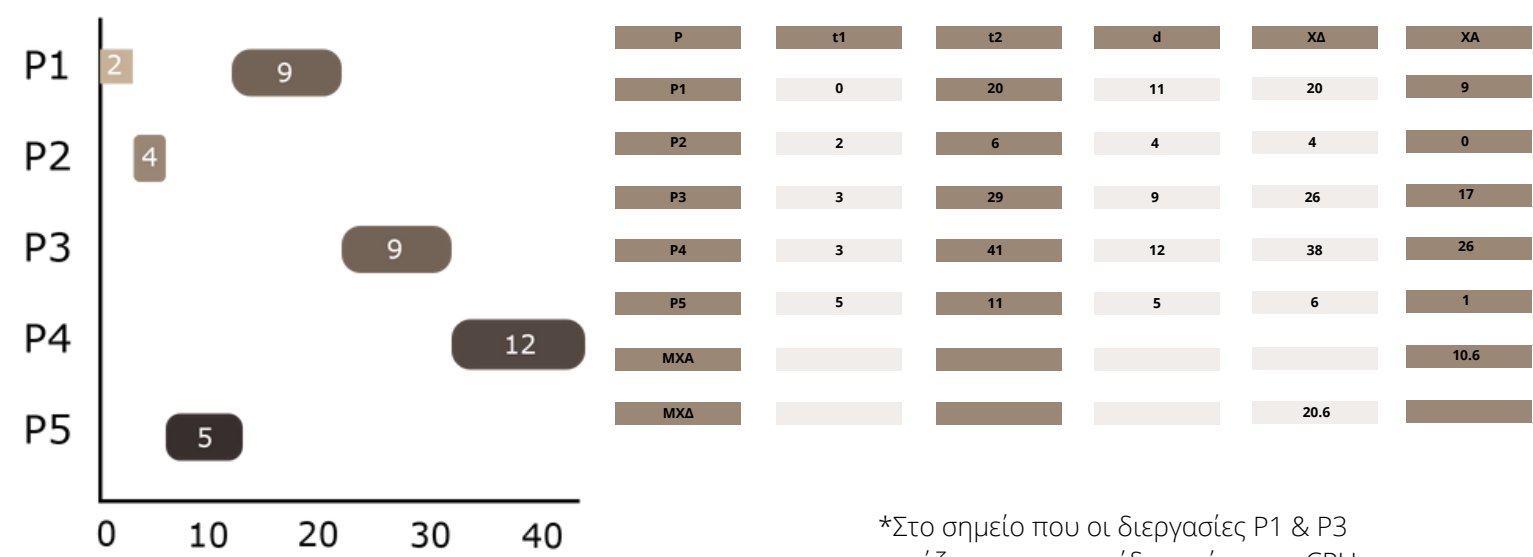 P1 2 9
P2 4
P3 9
P4 12
P5 5
0 10 20 30 40
P t1 t2 d ΧΔ ΧΑ
P1 0 20 11 20 9
P2 2 6 4 4 0
P3 3 29 9 26 17
P4 3 41 12 38 26
P5 5 11 5 6 1
ΜΧΑ 10.6
ΜΧΔ 20.6
*Στο σημείο που οι διεργασίες P1 & P3